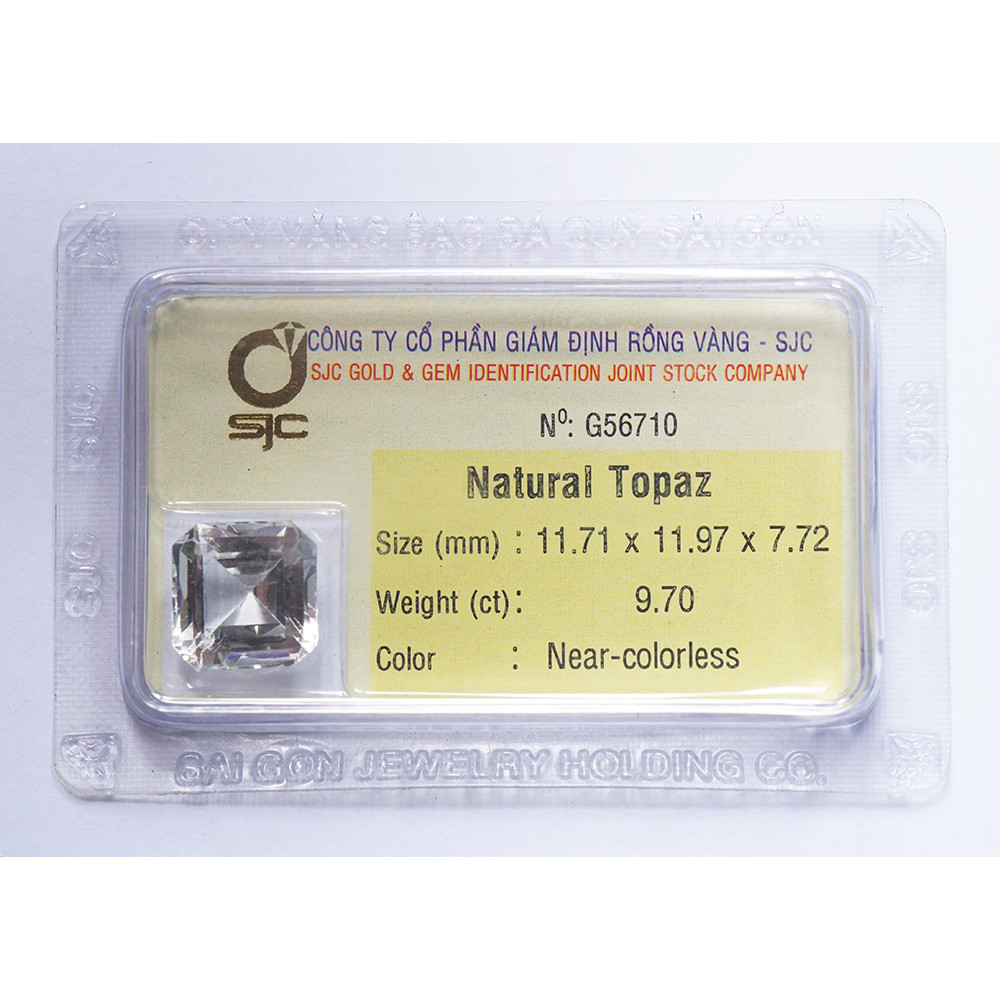 C.TY VÀNG BẠC ĐÁ QUÝ SÀI GÒN
CÔNG TY CỔ PHẦN GIÁM ĐỊNH RỒNG VÀNG - SJC
SJC GOLD & GEM IDENTIFICATION JOINT STOCK COMPANY
SJC
Nº: G56710
Natural Topaz
Size (mm) : 11.71 x 11.97 x 7.72
Weight (ct) : 9.70
Color : Near-colorless
SJC
SJC
SJC
SJC
SAI GON JEWELRY HOLDING CO.